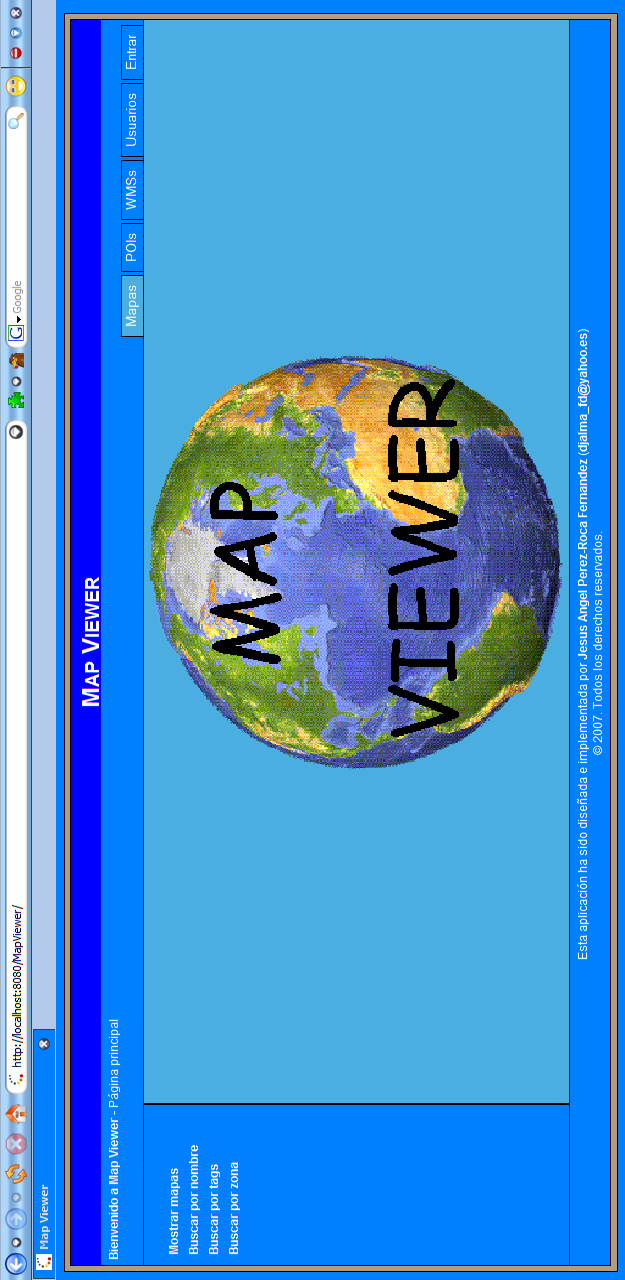 http://localhost:8080/MapViewer/
Google
Map Viewer
MAP VIEWER
Bienvenido a Map Viewer - Página principal
Mapas
POIs
WMSs
Usuarios
Entrar
Mostrar mapas
Buscar por nombre
Buscar por tags
Buscar por zona
MAP
VIEWER
Esta aplicación ha sido diseñada e implementada por Jesus Angel Perez-Roca Fernandez (djalma_fd@yahoo.es)
© 2007. Todos los derechos reservados.